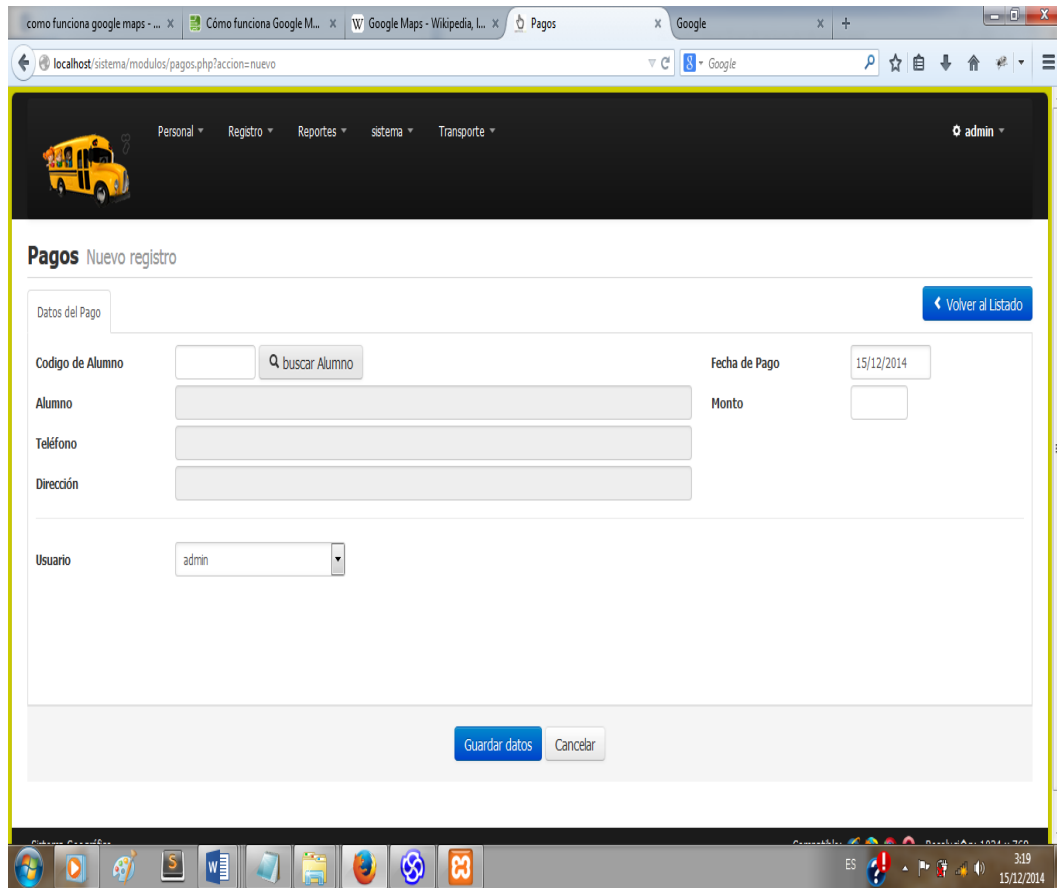 como funciona google maps - ... Cómo funciona Google M... Google Maps - Wikipedia, l... Pagos Google
localhost/sistema/modulos/pagos.php?accion=nuevo Google
Personal Registro Reportes sistema Transporte admin
Pagos Nuevo registro
Datos del Pago Volver al Listado
Codigo de Alumno buscar Alumno Fecha de Pago 15/12/2014
Alumno Monto
Teléfono
Dirección
Usuario admin
Guardar datos Cancelar
ES 3:19
15/12/2014